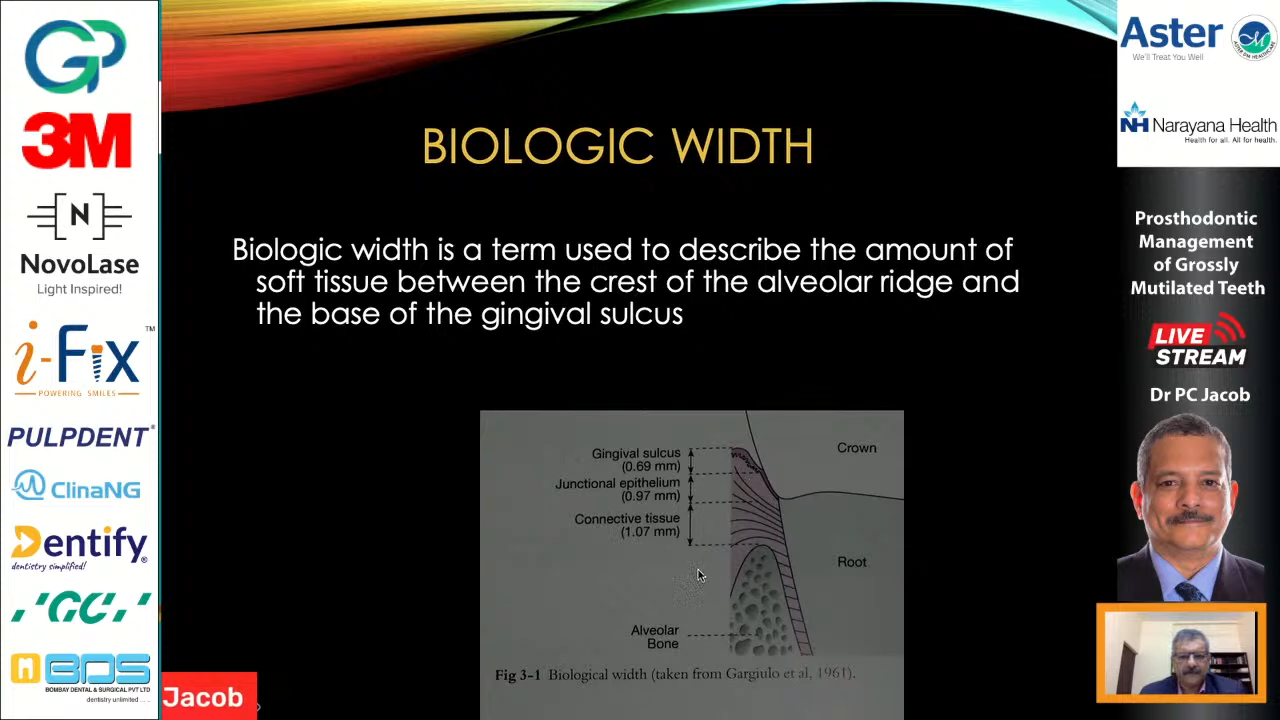 GP
3M
N
NOVOLASE
Light Inspired!
i-Fix
TM
POWERING SMILES
PULPDENT
ClinaNG
Dentify
dentistry simplified!
GC
BDS
BOMBAY DENTAL & SURGICAL PVT LTD
dentistry unlimited ... .
BIOLOGIC WIDTH
Biologic width is a term used to describe the amount of
soft tissue between the crest of the alveolar ridge and
the base of the gingival sulcus
Gingival sulcus
(0.69 mm)
Junctional epithelium
(0.97 mm)
Connective tissue
(1.07 mm)
Alveolar
Bone
Crown
Root
Fig 3-1 Biological width (taken from Gargiulo et al, 1961).
Jacob
Aster
We'll Treat You Well
NH Narayana Health
Health for all. All for health.
Prosthodontic
Management
of Grossly
Mutilated Teeth
LIVE
STREAM
Dr PC Jacob